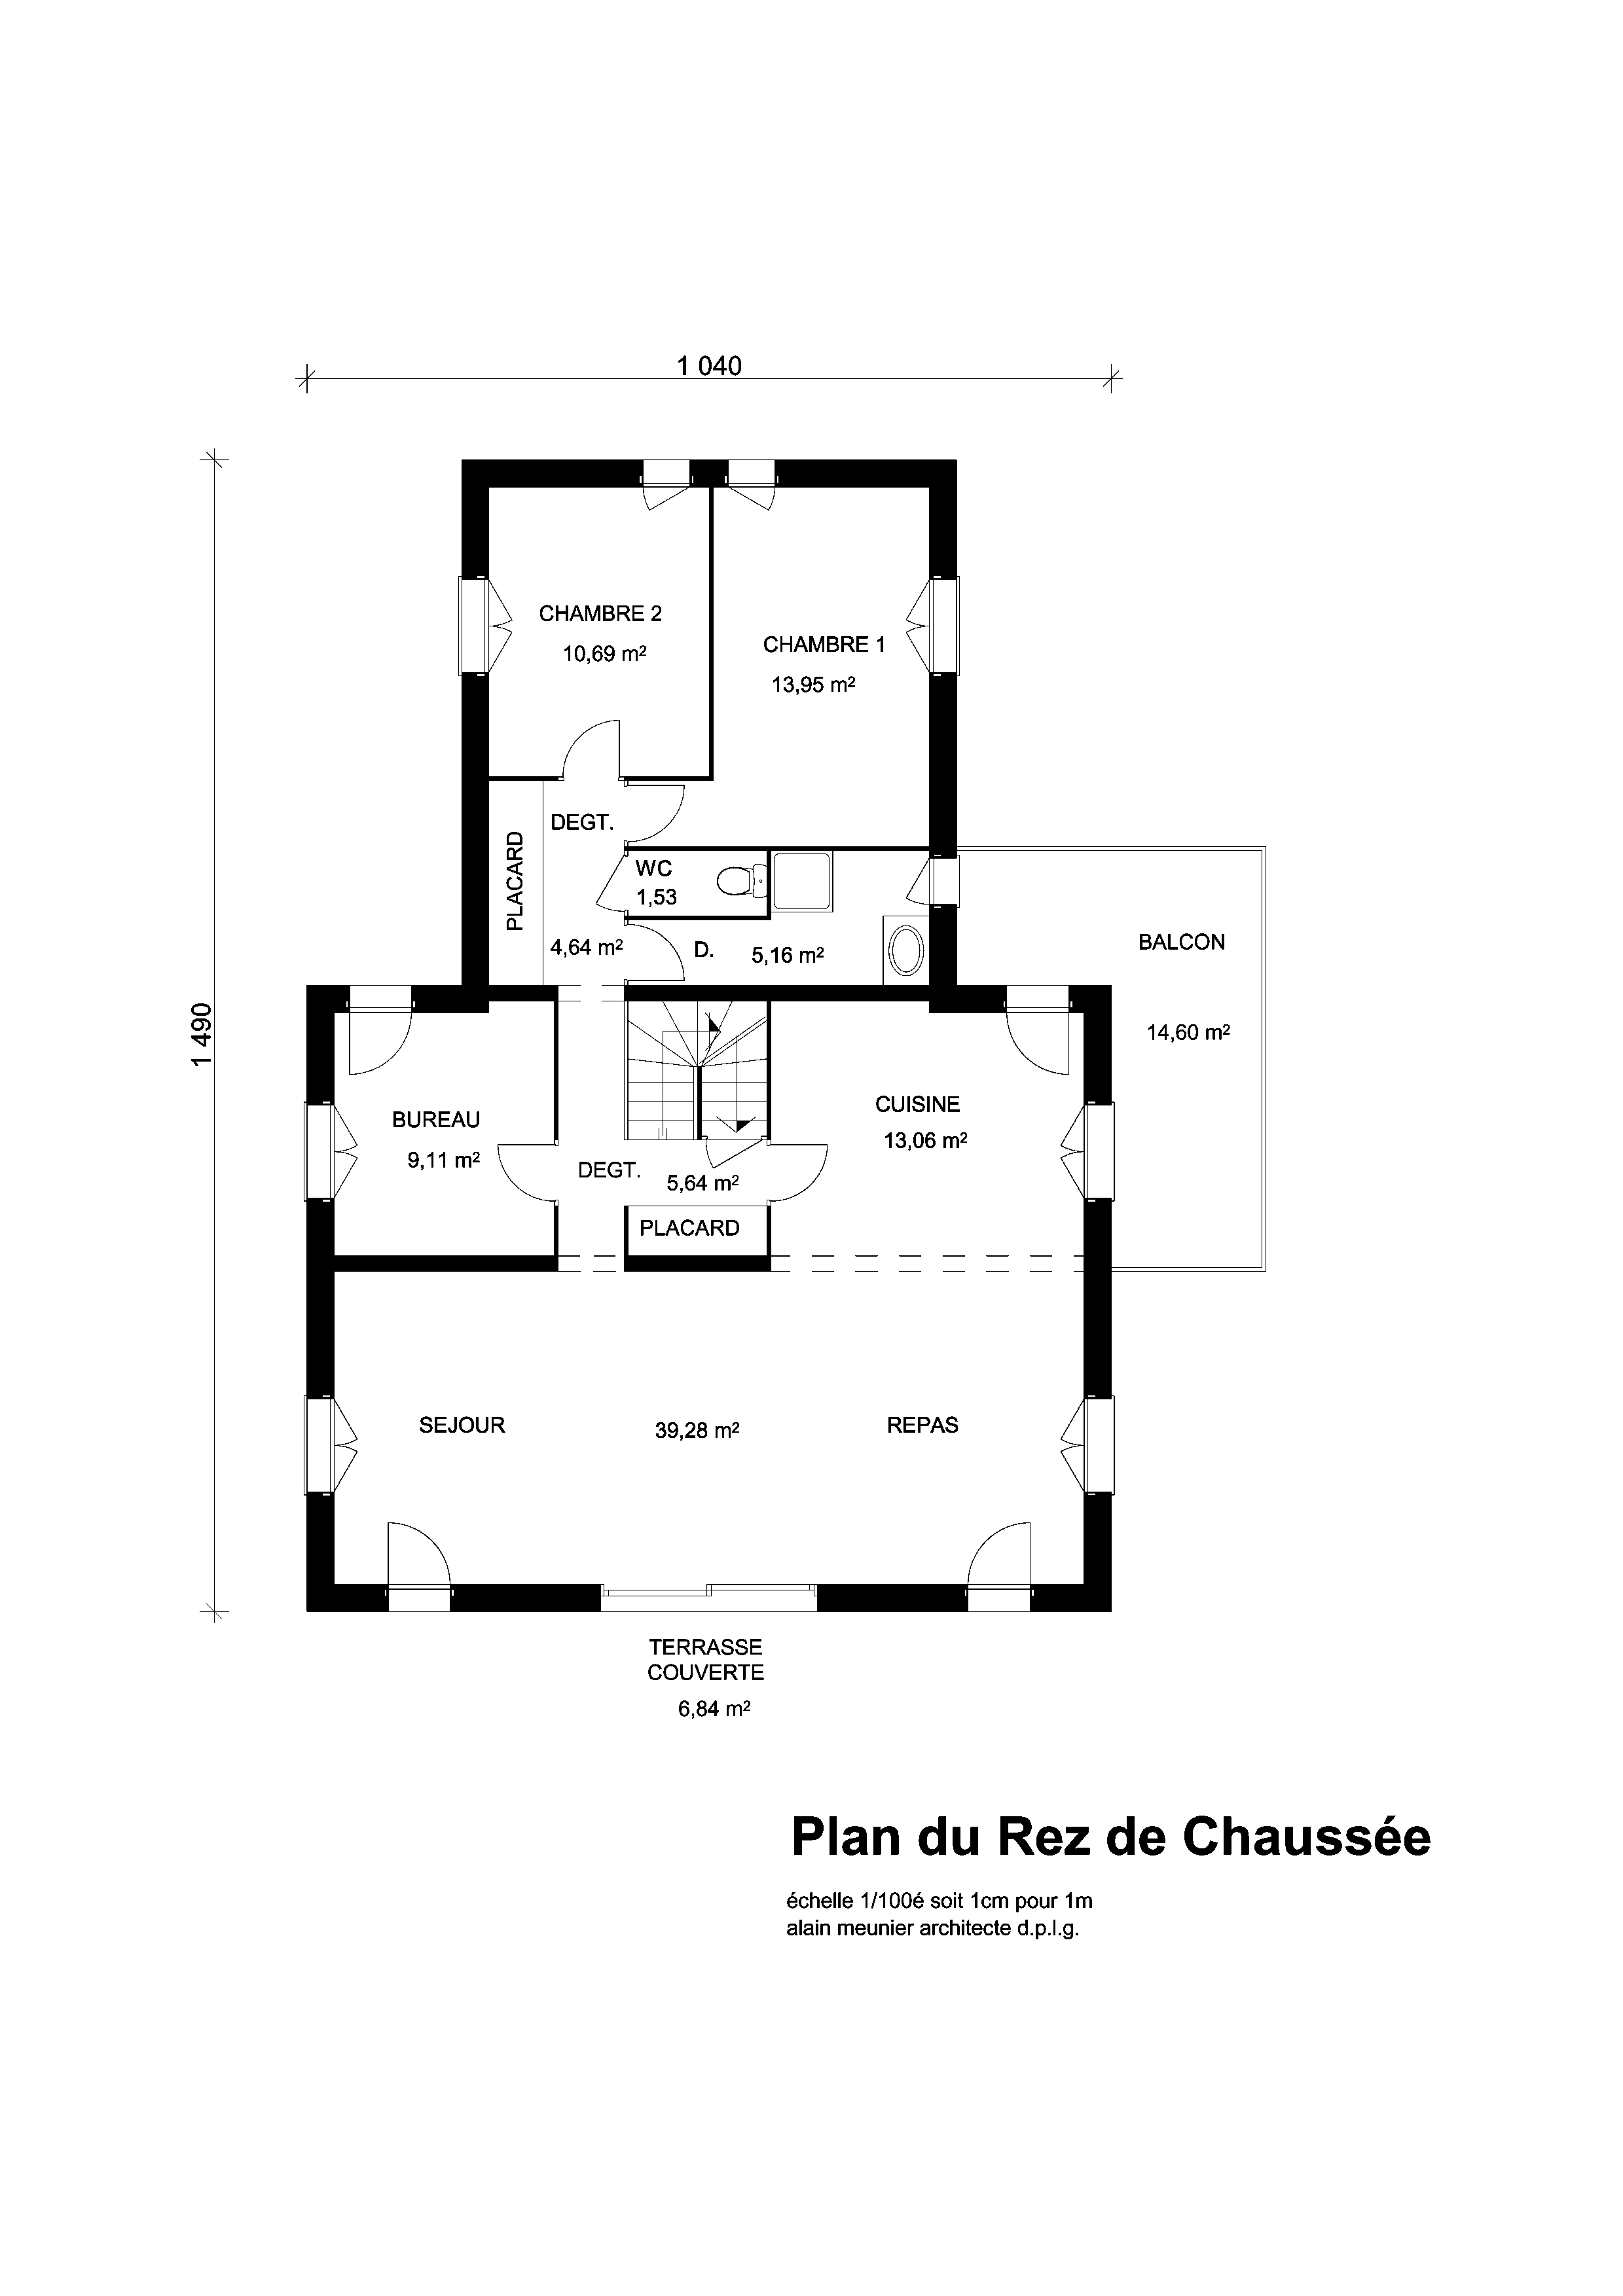 1 040
1 490
CHAMBRE 2
10,69 m²
CHAMBRE 1
13,95 m²
DEGT.
PLACARD
WC
1,53
4,64 m²
D.
5,16 m²
BALCON
14,60 m²
BUREAU
9,11 m²
CUISINE
13,06 m²
DEGT.
5,64 m²
PLACARD
SEJOUR
39,28 m²
REPAS
TERRASSE
COUVERTE
6,84 m²
Plan du Rez de Chaussée
échelle 1/100é soit 1cm pour 1m
alain meunier architecte d.p.l.g.